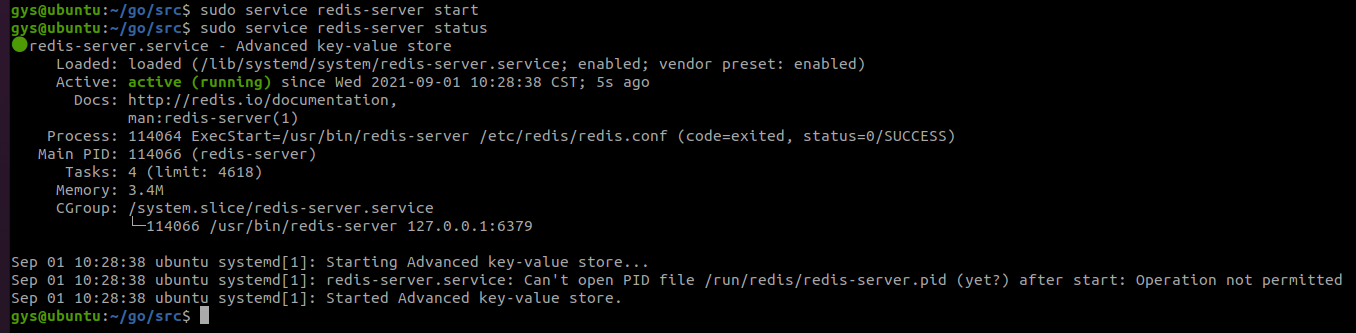 gys@ubuntu:~/go/src$ sudo service redis-server start
gys@ubuntu:~/go/src$ sudo service redis-server status
redis-server.service - Advanced key-value store
Loaded: loaded (/lib/systemd/system/redis-server.service; enabled; vendor preset: enabled)
Active: active (running) since Wed 2021-09-01 10:28:38 CST; 5s ago
Docs: http://redis.io/documentation,
man:redis-server(1)
Process: 114064 ExecStart=/usr/bin/redis-server /etc/redis/redis.conf (code=exited, status=0/SUCCESS)
Main PID: 114066 (redis-server)
Tasks: 4 (limit: 4618)
Memory: 3.4M
CGroup: /system.slice/redis-server.service
└─114066 /usr/bin/redis-server 127.0.0.1:6379
Sep 01 10:28:38 ubuntu systemd[1]: Starting Advanced key-value store...
Sep 01 10:28:38 ubuntu systemd[1]: redis-server.service: Can't open PID file /run/redis/redis-server.pid (yet?) after start: Operation not permitted
Sep 01 10:28:38 ubuntu systemd[1]: Started Advanced key-value store.
gys@ubuntu:~/go/src$